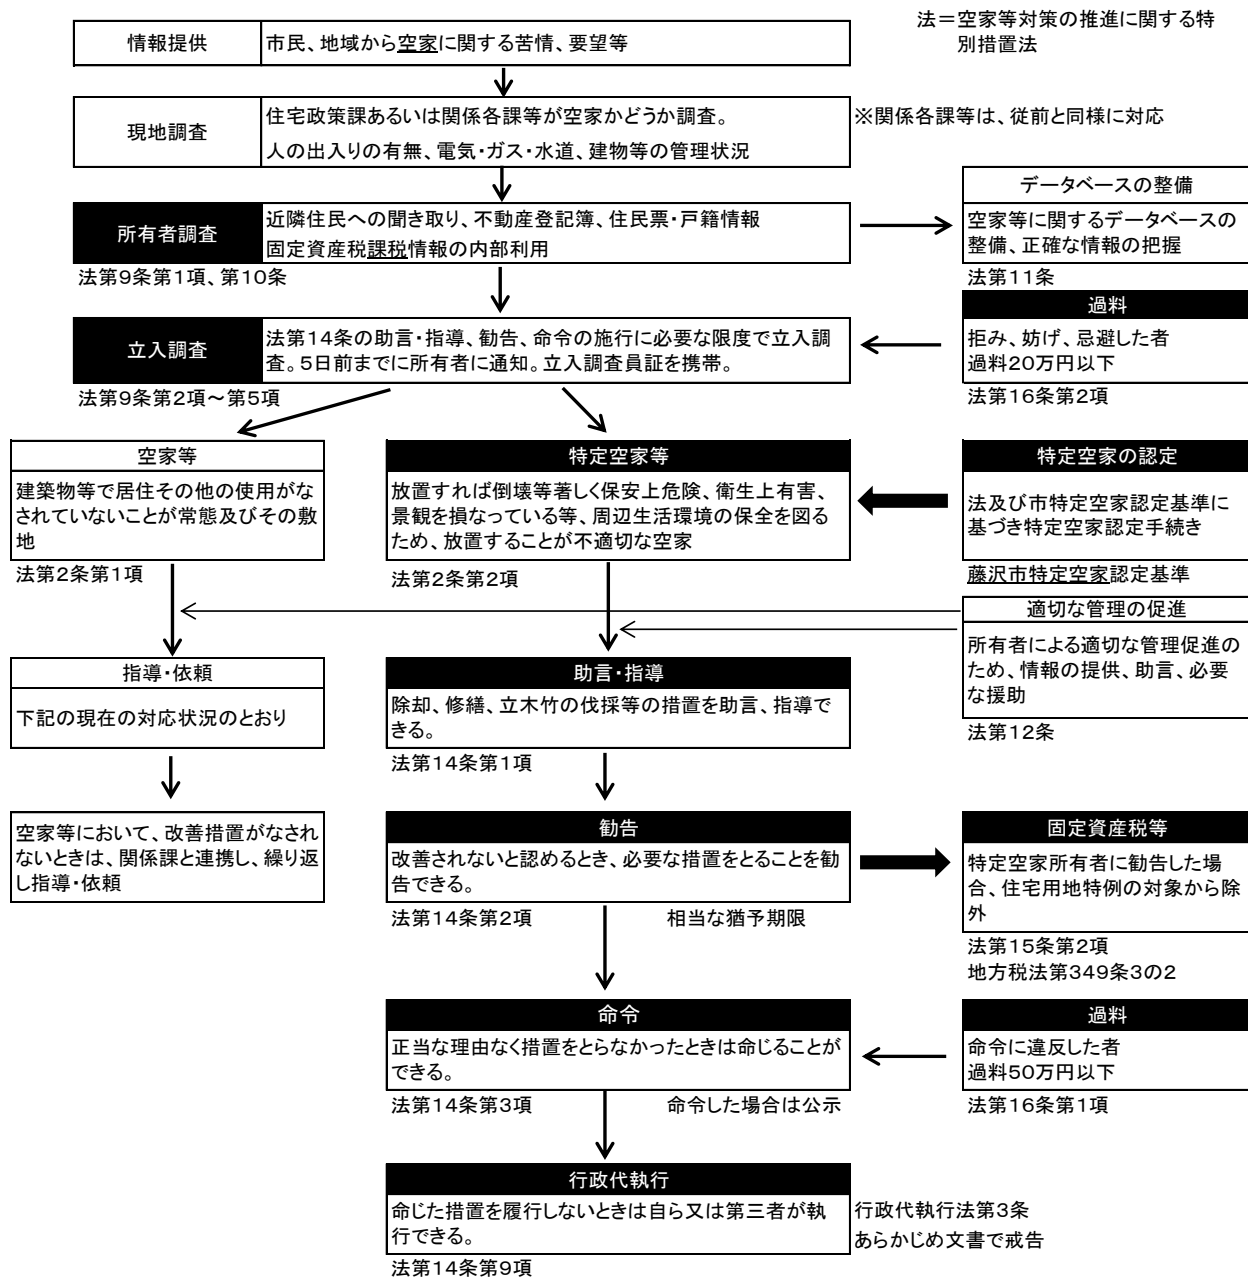 法＝空家等対策の推進に関する特
別措置法
情報提供
市民、地域から空家に関する苦情、要望等
現地調査
住宅政策課あるいは関係各課等が空家かどうか調査。
人の出入りの有無、電気・ガス・水道、建物等の管理状況
※関係各課等は、従前と同様に対応
所有者調査
近隣住民への聞き取り、不動産登記簿、住民票・戸籍情報
固定資産税課税情報の内部利用
法第９条第１項、第１０条
データベースの整備
空家等に関するデータベースの
整備、正確な情報の把握
法第１１条
立入調査
法第１４条の助言・指導、勧告、命令の施行に必要な限度で立入調
査。５日前までに所有者に通知。立入調査員証を携帯。
法第９条第２項～第５項
過料
拒み、妨げ、忌避した者
過料２０万円以下
法第１６条第２項
空家等
建築物等で居住その他の使用がな
されていないことが常態及びその敷
地
法第２条第１項
特定空家等
放置すれば倒壊等著しく保安上危険、衛生上有害、
景観を損なっている等、周辺生活環境の保全を図る
ため、放置することが不適切な空家
法第２条第２項
特定空家の認定
法及び市特定空家認定基準に
基づき特定空家認定手続き
藤沢市特定空家認定基準
適切な管理の促進
所有者による適切な管理促進の
ため、情報の提供、助言、必要
な援助
法第１２条
指導・依頼
下記の現在の対応状況のとおり
助言・指導
除却、修繕、立木竹の伐採等の措置を助言、指導で
きる。
法第１４条第１項
空家等において、改善措置がなされ
ないときは、関係課と連携し、繰り返
し指導・依頼
勧告
改善されないと認めるとき、必要な措置をとることを勧
告できる。
法第１４条第２項
相当な猶予期限
固定資産税等
特定空家所有者に勧告した場
合、住宅用地特例の対象から除
外
法第１５条第２項
地方税法第３４９条３の２
命令
正当な理由なく措置をとらなかったときは命じることが
できる。
法第１４条第３項
命令した場合は公示
過料
命令に違反した者
過料５０万円以下
法第１６条第１項
行政代執行
命じた措置を履行しないときは自ら又は第三者が執
行できる。
法第１４条第９項
行政代執行法第３条
あらかじめ文書で戒告